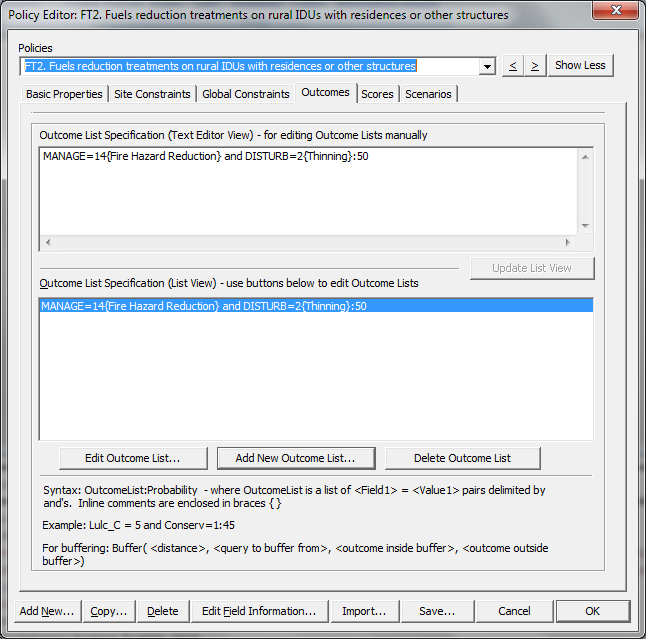 Policy Editor: FT2. Fuels reduction treatments on rural IDUs with residences or other structures
Policies
FT2. Fuels reduction treatments on rural IDUs with residences or other structures
< > Show Less
Basic Properties Site Constraints Global Constraints Outcomes Scores Scenarios
Outcome List Specification (Text Editor View) - for editing Outcome Lists manually
MANAGE=14{Fire Hazard Reduction} and DISTURB=2{Thinning}:50
Update List View
Outcome List Specification (List View) - use buttons below to edit Outcome Lists
MANAGE=14{Fire Hazard Reduction} and DISTURB=2{Thinning}:50
Edit Outcome List... Add New Outcome List... Delete Outcome List
Syntax: OutcomeList:Probability - where OutcomeList is a list of <Field1> = <Value1> pairs delimited by
and's. Inline comments are enclosed in braces { }
Example: Lulc_C = 5 and Conserv=1:45
For buffering: Buffer( <distance>, <query to buffer from>, <outcome inside buffer>, <outcome outside
buffer>)
Add New... Copy... Delete Edit Field Information... Import... Save... Cancel OK